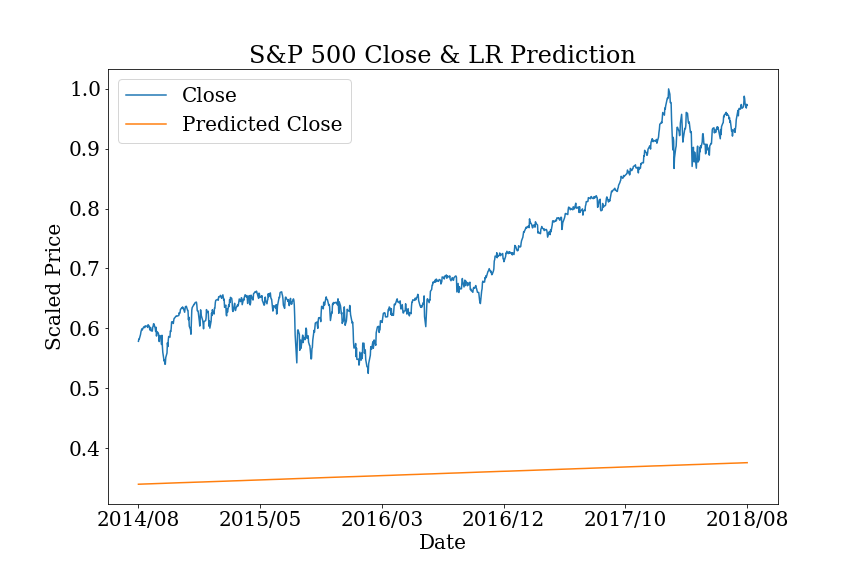 S&P 500 Close & LR Prediction
Close
Predicted Close
1.0
0.9
0.8
0.7
0.6
0.5
0.4
Scaled Price
2014/08 2015/05 2016/03 2016/12 2017/10 2018/08
Date